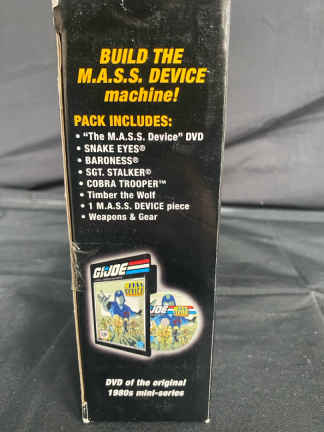 BUILD THE
M.A.S.S. DEVICE
machine!
PACK INCLUDES:
• "The M.A.S.S. Device" DVD
• SNAKE EYES®
• BARONESS®
• SGT. STALKER®
• COBRA TROOPER™
• Timber the Wolf
• 1 M.A.S.S. DEVICE piece
• Weapons & Gear
GIJOE
DVD of the original
1980s mini-series